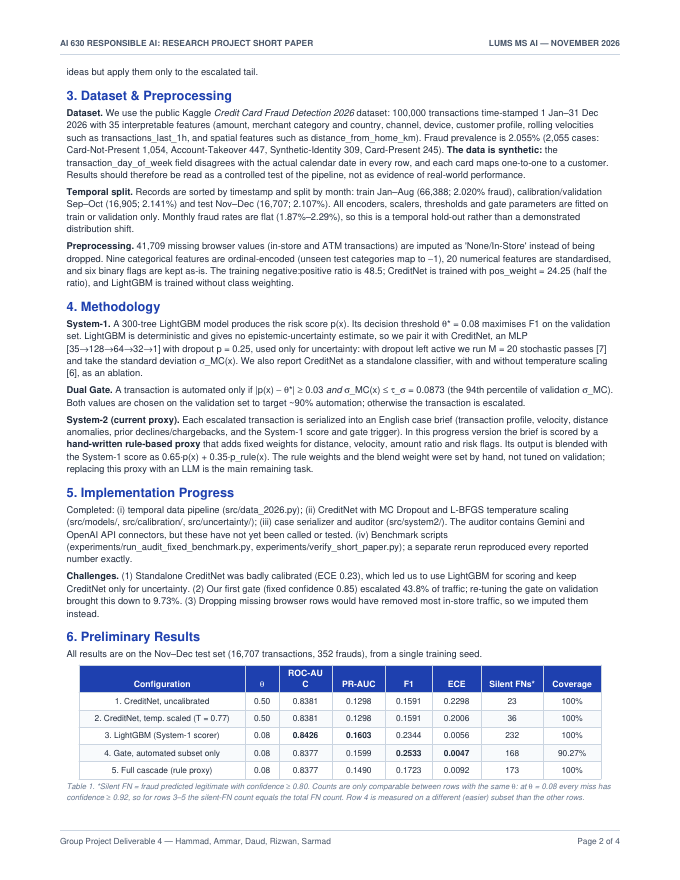 AI 630 RESPONSIBLE AI: RESEARCH PROJECT SHORT PAPER LUMS MS AI — NOVEMBER 2026
ideas but apply them only to the escalated tail.
3. Dataset & Preprocessing
Dataset. We use the public Kaggle Credit Card Fraud Detection 2026 dataset: 100,000 transactions time-stamped 1 Jan–31 Dec
2026 with 35 interpretable features (amount, merchant category and country, channel, device, customer profile, rolling velocities
such as transactions_last_1h, and spatial features such as distance_from_home_km). Fraud prevalence is 2.055% (2,055 cases:
Card-Not-Present 1,054, Account-Takeover 447, Synthetic-Identity 309, Card-Present 245). The data is synthetic: the
transaction_day_of_week field disagrees with the actual calendar date in every row, and each card maps one-to-one to a customer.
Results should therefore be read as a controlled test of the pipeline, not as evidence of real-world performance.
Temporal split. Records are sorted by timestamp and split by month: train Jan–Aug (66,388; 2.020% fraud), calibration/validation
Sep–Oct (16,905; 2.141%) and test Nov–Dec (16,707; 2.107%). All encoders, scalers, thresholds and gate parameters are fitted on
train or validation only. Monthly fraud rates are flat (1.87%–2.29%), so this is a temporal hold-out rather than a demonstrated
distribution shift.
Preprocessing. 41,709 missing browser values (in-store and ATM transactions) are imputed as 'None/In-Store' instead of being
dropped. Nine categorical features are ordinal-encoded (unseen test categories map to −1), 20 numerical features are standardised,
and six binary flags are kept as-is. The training negative:positive ratio is 48.5; CreditNet is trained with pos_weight = 24.25 (half the
ratio), and LightGBM is trained without class weighting.
4. Methodology
System-1. A 300-tree LightGBM model produces the risk score p(x). Its decision threshold θ* = 0.08 maximises F1 on the validation
set. LightGBM is deterministic and gives no epistemic-uncertainty estimate, so we pair it with CreditNet, an MLP
[35→128→64→32→1] with dropout p = 0.25, used only for uncertainty: with dropout left active we run M = 20 stochastic passes [7]
and take the standard deviation σ_MC(x). We also report CreditNet as a standalone classifier, with and without temperature scaling
[6], as an ablation.
Dual Gate. A transaction is automated only if |p(x) − θ*| ≥ 0.03 and σ_MC(x) ≤ τ_σ = 0.0873 (the 94th percentile of validation σ_MC).
Both values are chosen on the validation set to target ~90% automation; otherwise the transaction is escalated.
System-2 (current proxy). Each escalated transaction is serialized into an English case brief (transaction profile, velocity, distance
anomalies, prior declines/chargebacks, and the System-1 score and gate trigger). In this progress version the brief is scored by a
hand-written rule-based proxy that adds fixed weights for distance, velocity, amount ratio and risk flags. Its output is blended with
the System-1 score as 0.65·p(x) + 0.35·p_rule(x). The rule weights and the blend weight were set by hand, not tuned on validation;
replacing this proxy with an LLM is the main remaining task.
5. Implementation Progress
Completed: (i) temporal data pipeline (src/data_2026.py); (ii) CreditNet with MC Dropout and L-BFGS temperature scaling
(src/models/, src/calibration/, src/uncertainty/); (iii) case serializer and auditor (src/system2/). The auditor contains Gemini and
OpenAI API connectors, but these have not yet been called or tested. (iv) Benchmark scripts
(experiments/run_audit_fixed_benchmark.py, experiments/verify_short_paper.py); a separate rerun reproduced every reported
number exactly.
Challenges. (1) Standalone CreditNet was badly calibrated (ECE 0.23), which led us to use LightGBM for scoring and keep
CreditNet only for uncertainty. (2) Our first gate (fixed confidence 0.85) escalated 43.8% of traffic; re-tuning the gate on validation
brought this down to 9.73%. (3) Dropping missing browser rows would have removed most in-store traffic, so we imputed them
instead.
6. Preliminary Results
All results are on the Nov–Dec test set (16,707 transactions, 352 frauds), from a single training seed.
Configuration θ ROC-AUC PR-AUC F1 ECE Silent FNs* Coverage
1. CreditNet, uncalibrated 0.50 0.8381 0.1298 0.1591 0.2298 23 100%
2. CreditNet, temp. scaled (T = 0.77) 0.50 0.8381 0.1298 0.1591 0.2006 36 100%
3. LightGBM (System-1 scorer) 0.08 0.8426 0.1603 0.2344 0.0056 232 100%
4. Gate, automated subset only 0.08 0.8377 0.1599 0.2533 0.0047 168 90.27%
5. Full cascade (rule proxy) 0.08 0.8377 0.1490 0.1723 0.0092 173 100%
Table 1. *Silent FN = fraud predicted legitimate with confidence ≥ 0.80. Counts are only comparable between rows with the same θ: at θ = 0.08 every miss has
confidence ≥ 0.92, so for rows 3–5 the silent-FN count equals the total FN count. Row 4 is measured on a different (easier) subset than the other rows.
Group Project Deliverable 4 — Hammad, Ammar, Daud, Rizwan, Sarmad Page 2 of 4